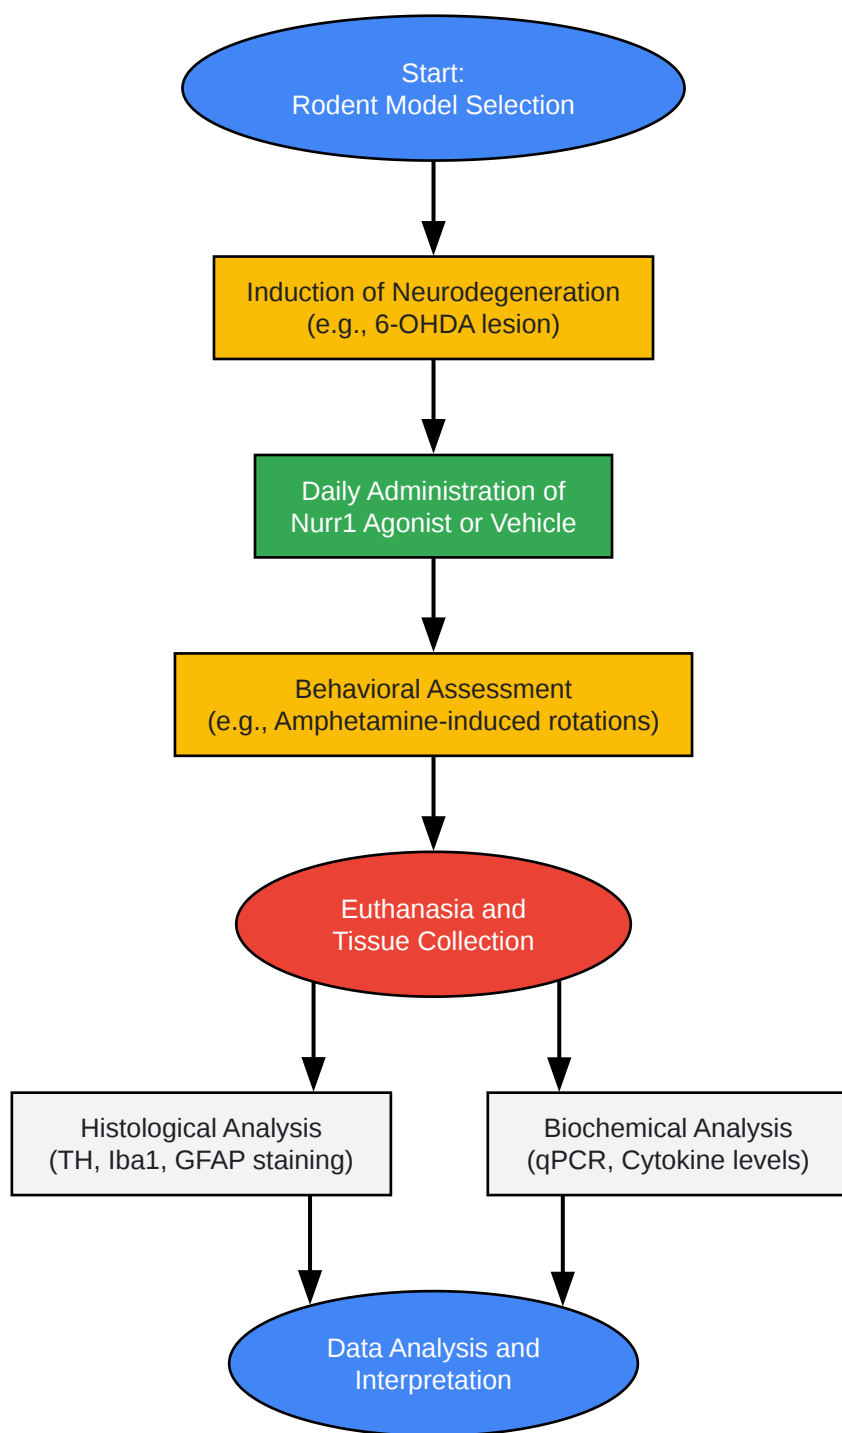 Start:
Rodent Model Selection
Induction of Neurodegeneration
(e.g., 6-OHDA lesion)
Daily Administration of
Nurr1 Agonist or Vehicle
Behavioral Assessment
(e.g., Amphetamine-induced rotations)
Euthanasia and
Tissue Collection
Histological Analysis
(TH, Iba1, GFAP staining)
Biochemical Analysis
(qPCR, Cytokine levels)
Data Analysis and
Interpretation